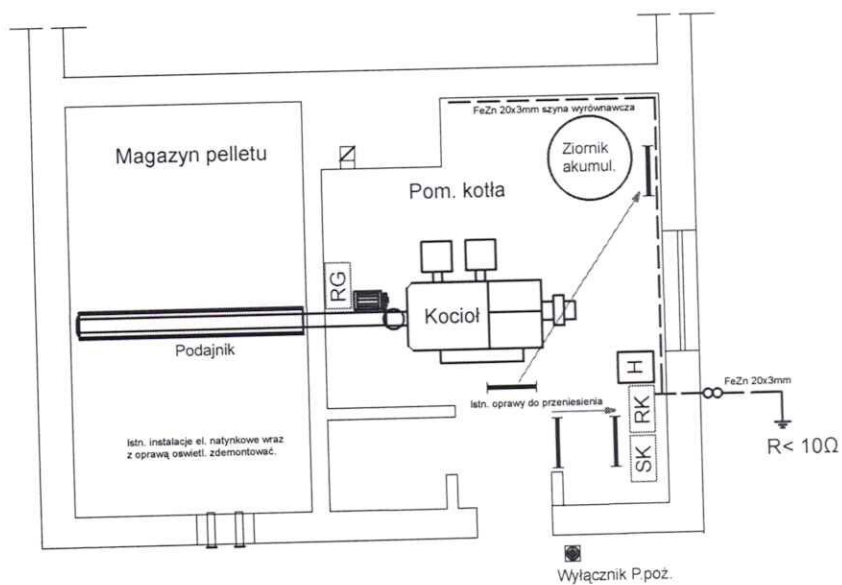 FeZn 20x3mm szyna wyrównawcza
Magazyn pelletu
Ziornik
akumul.
Pom. kotła
RG
Kocioł
Podajnik
H
FeZn 20x3mm
Istn. oprawy do przeniesienia
RK
Istn. instalacje el. natynkowe wraz
z oprawą oswietl. zdemontować.
SK
R< 10Ω
Wyłącznik P.poż.